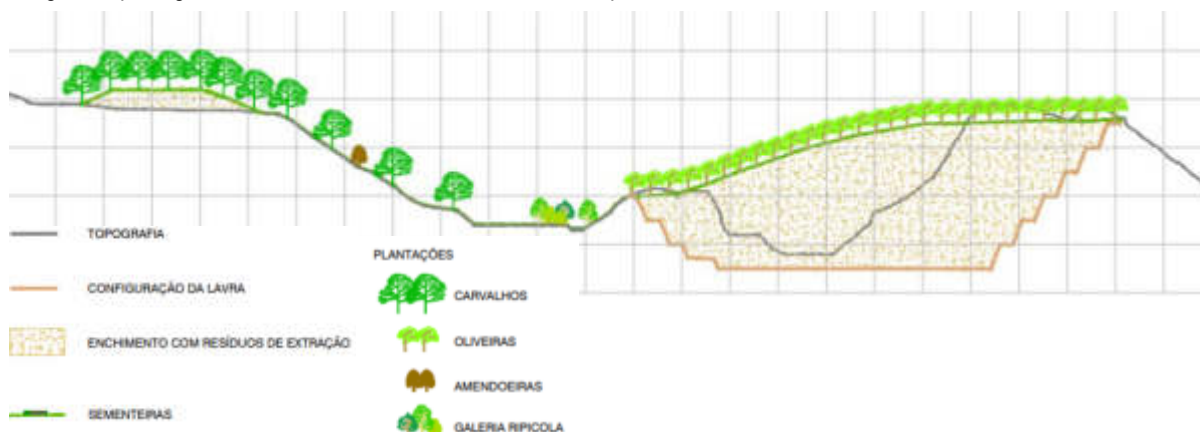 TOPOGRAFIA
CONFIGURAÇÃO DA LAVRA
ENCHIMENTO COM RESÍDUOS DE EXTRAÇÃO
SEMENTEIRAS
PLANTAÇÕES
CARVALHOS
OLIVEIRAS
AMENDOEIRAS
GALERIA RIPICOLA